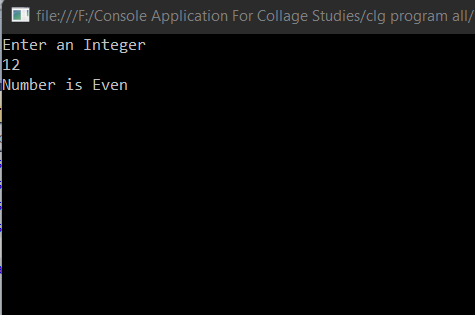 file:///F:/Console Application For Collage Studies/clg program all/
Enter an Integer
12
Number is Even